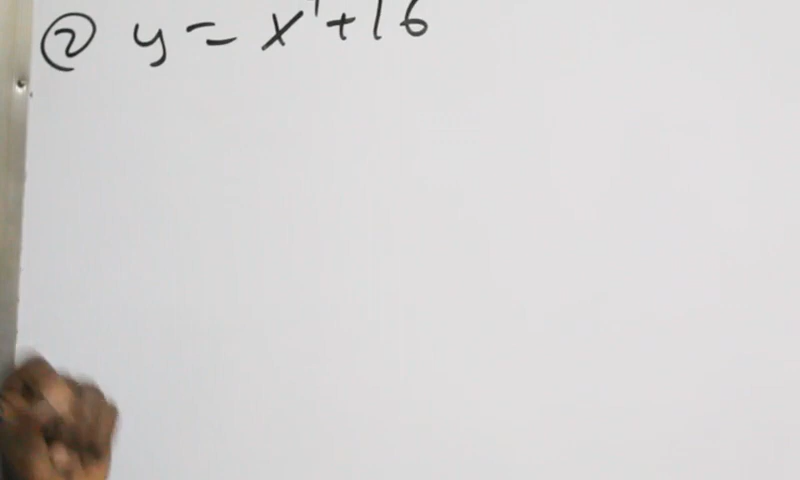 ② y = x + 16